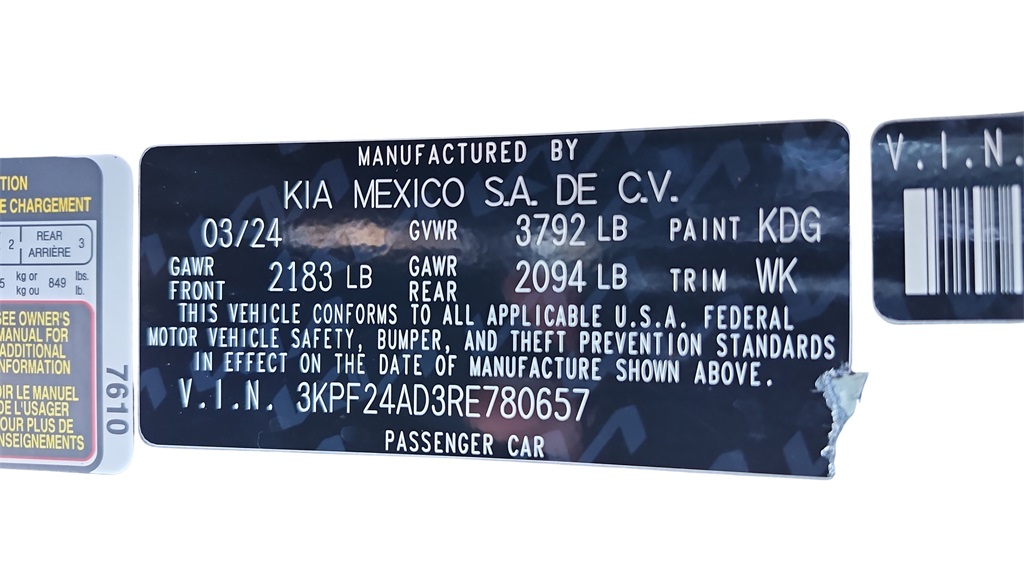 TION
E CHARGEMENT
2 REAR ARRIÈRE 3
5 kg or kg ou 849 lbs. lb.
SEE OWNER'S
MANUAL FOR
ADDITIONAL
INFORMATION
OIR LE MANUEL
DE L'USAGER
POUR PLUS DE
NSEIGNEMENTS
7610
MANUFACTURED BY
KIA MEXICO S.A. DE C.V.
03/24 GVWR 3792 LB PAINT KDG
GAWR FRONT 2183 LB GAWR REAR 2094 LB TRIM WK
THIS VEHICLE CONFORMS TO ALL APPLICABLE U.S.A. FEDERAL
MOTOR VEHICLE SAFETY, BUMPER, AND THEFT PREVENTION STANDARDS
IN EFFECT ON THE DATE OF MANUFACTURE SHOWN ABOVE.
V.I.N. 3KPF24AD3RE780657
PASSENGER CAR
V.I.N.